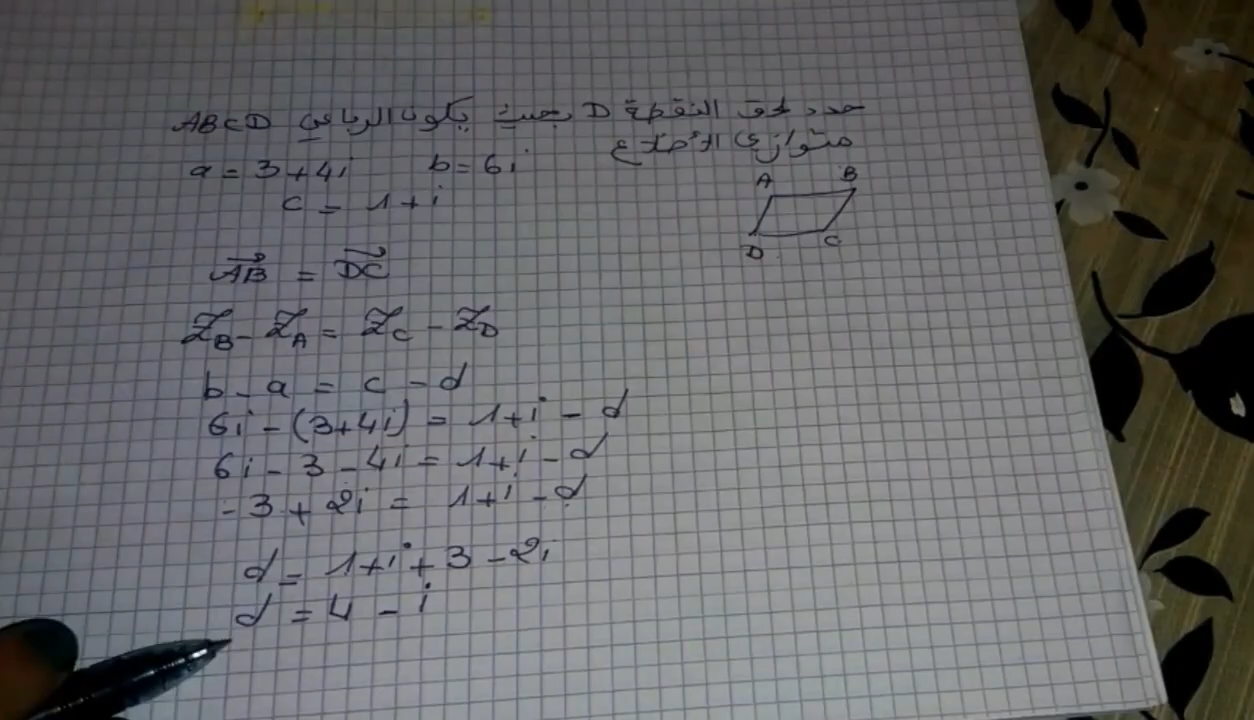 حدد لاحقة النقطة D بحيث يكون الرباعي ABCD
متوازي الأضلاع
a = 3 + 4i b = 6i
c = 1 + i
A B
D C
AB = DC
Z_B - Z_A = Z_C - Z_D
b - a = c - d
6i - (3+4i) = 1+i - d
6i - 3 - 4i = 1+i - d
-3 + 2i = 1+i - d
d = 1+i + 3 - 2i
d = 4 - i